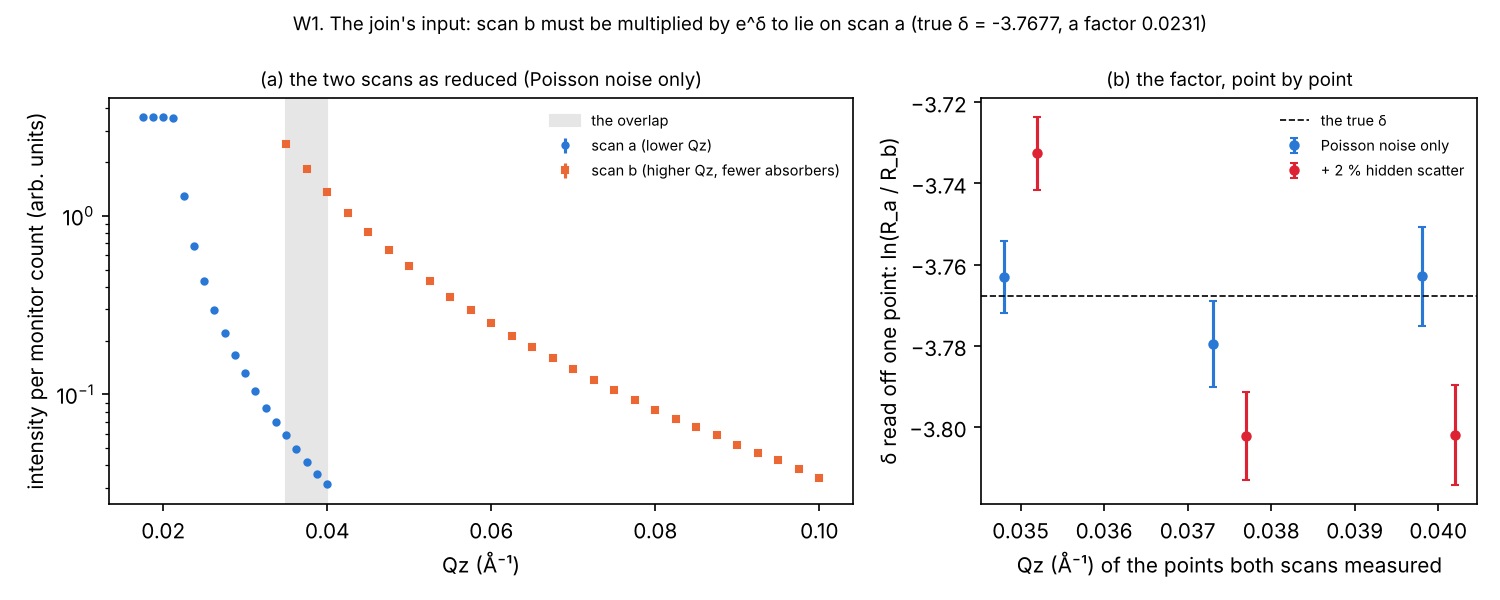 W1. The join's input: scan b must be multiplied by e^δ to lie on scan a (true δ = -3.7677, a factor 0.0231)
(a) the two scans as reduced (Poisson noise only)
intensity per monitor count (arb. units)
10⁰
10⁻¹
the overlap
scan a (lower Qz)
scan b (higher Qz, fewer absorbers)
0.02
0.04
0.06
0.08
0.10
Qz (Å⁻¹)
(b) the factor, point by point
δ read off one point: ln(R_a / R_b)
−3.72
−3.74
−3.76
−3.78
−3.80
the true δ
Poisson noise only
+ 2 % hidden scatter
0.035
0.036
0.037
0.038
0.039
0.040
Qz (Å⁻¹) of the points both scans measured